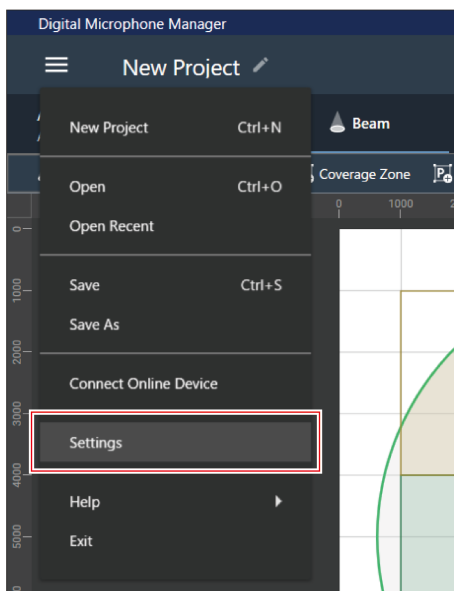 Digital Microphone Manager
New Project
New Project Ctrl+N
Beam
Open Ctrl+O
Coverage Zone
Open Recent
0 1000
Save Ctrl+S
Save As
Connect Online Device
Settings
Help
Exit
0
1000
2000
3000
4000
5000